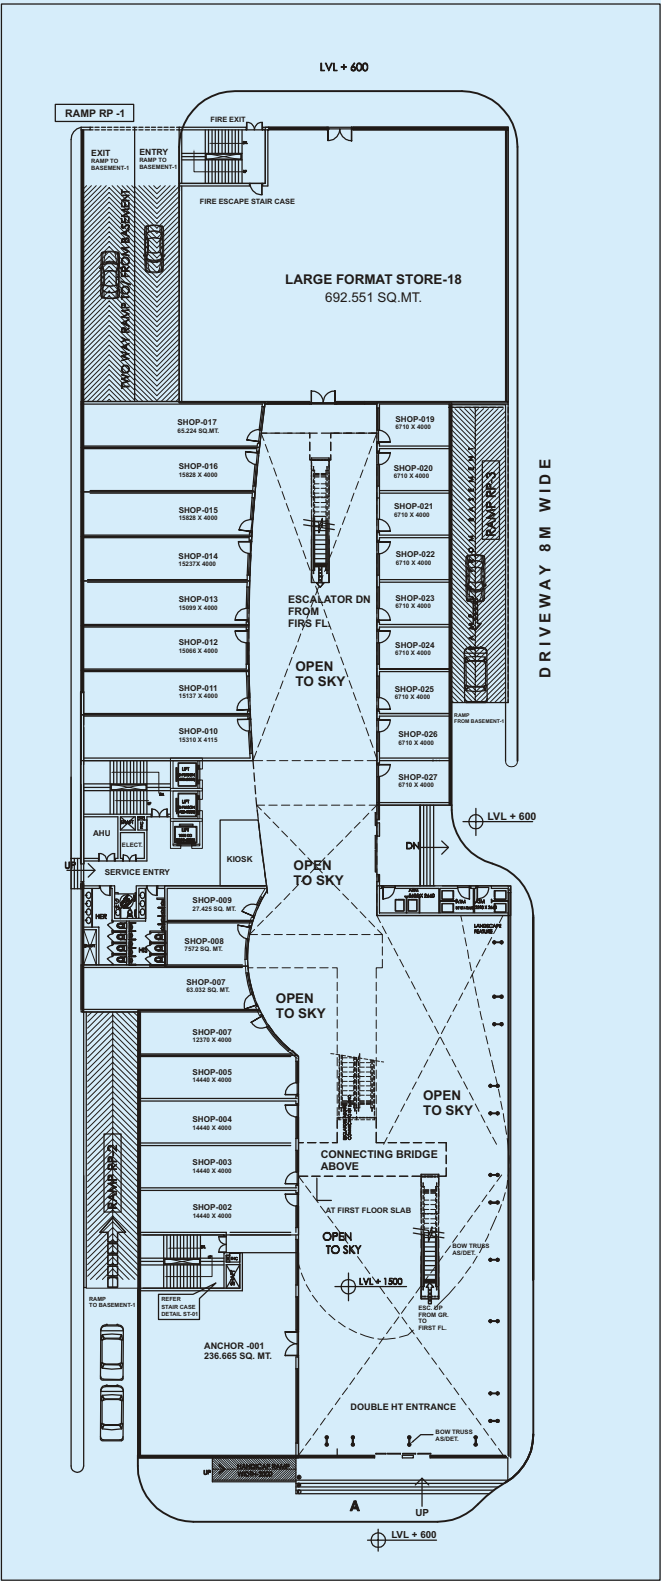 LVL + 600
RAMP RP -1
FIRE EXIT
EXIT
RAMP TO
BASEMENT-1
ENTRY
RAMP TO
BASEMENT-1
FIRE ESCAPE STAIR CASE
TWO WAY RAMP TO/ FROM BASEMENT
LARGE FORMAT STORE-18
692.551 SQ.MT.
SHOP-017
65.224 SQ.MT.
SHOP-019
6710 X 4000
SHOP-016
15828 X 4000
SHOP-020
6710 X 4000
SHOP-015
15828 X 4000
SHOP-021
6710 X 4000
RAMP RP-3
DRIVEWAY 8M WIDE
SHOP-014
15237X 4000
SHOP-022
6710 X 4000
SHOP-013
15099 X 4000
SHOP-023
6710 X 4000
ESCALATOR DN
FROM
FIRS FL.
SHOP-012
15066 X 4000
SHOP-024
6710 X 4000
OPEN
TO SKY
SHOP-011
15137 X 4000
SHOP-025
6710 X 4000
SHOP-010
15310 X 4115
SHOP-026
6710 X 4000
RAMP
FROM BASEMENT-1
SHOP-027
6710 X 4000
LIFT
LIFT
LIFT
AHU
ELECT.
LVL + 600
DN
KIOSK
UP
SERVICE ENTRY
OPEN
TO SKY
SHOP-009
27.425 SQ. MT.
HER
HIS
LANDSCAPE
FEATURE
SHOP-008
7572 SQ. MT.
SHOP-007
63.032 SQ. MT.
OPEN
TO SKY
SHOP-007
12370 X 4000
SHOP-005
14440 X 4000
OPEN
TO SKY
SHOP-004
14440 X 4000
CONNECTING BRIDGE
ABOVE
SHOP-003
14440 X 4000
RAMP RP-2
SHOP-002
14440 X 4000
AT FIRST FLOOR SLAB
OPEN
TO SKY
BOW TRUSS
AS/DET.
LVL + 1500
RAMP
TO BASEMENT-1
REFER
STAIR CASE
DETAIL ST-01
ESC. UP
FROM GR.
TO
FIRST FL.
ANCHOR -001
236.665 SQ. MT.
DOUBLE HT ENTRANCE
BOW TRUSS
AS/DET.
UP
HANDICAP RAMP
A
UP
LVL + 600